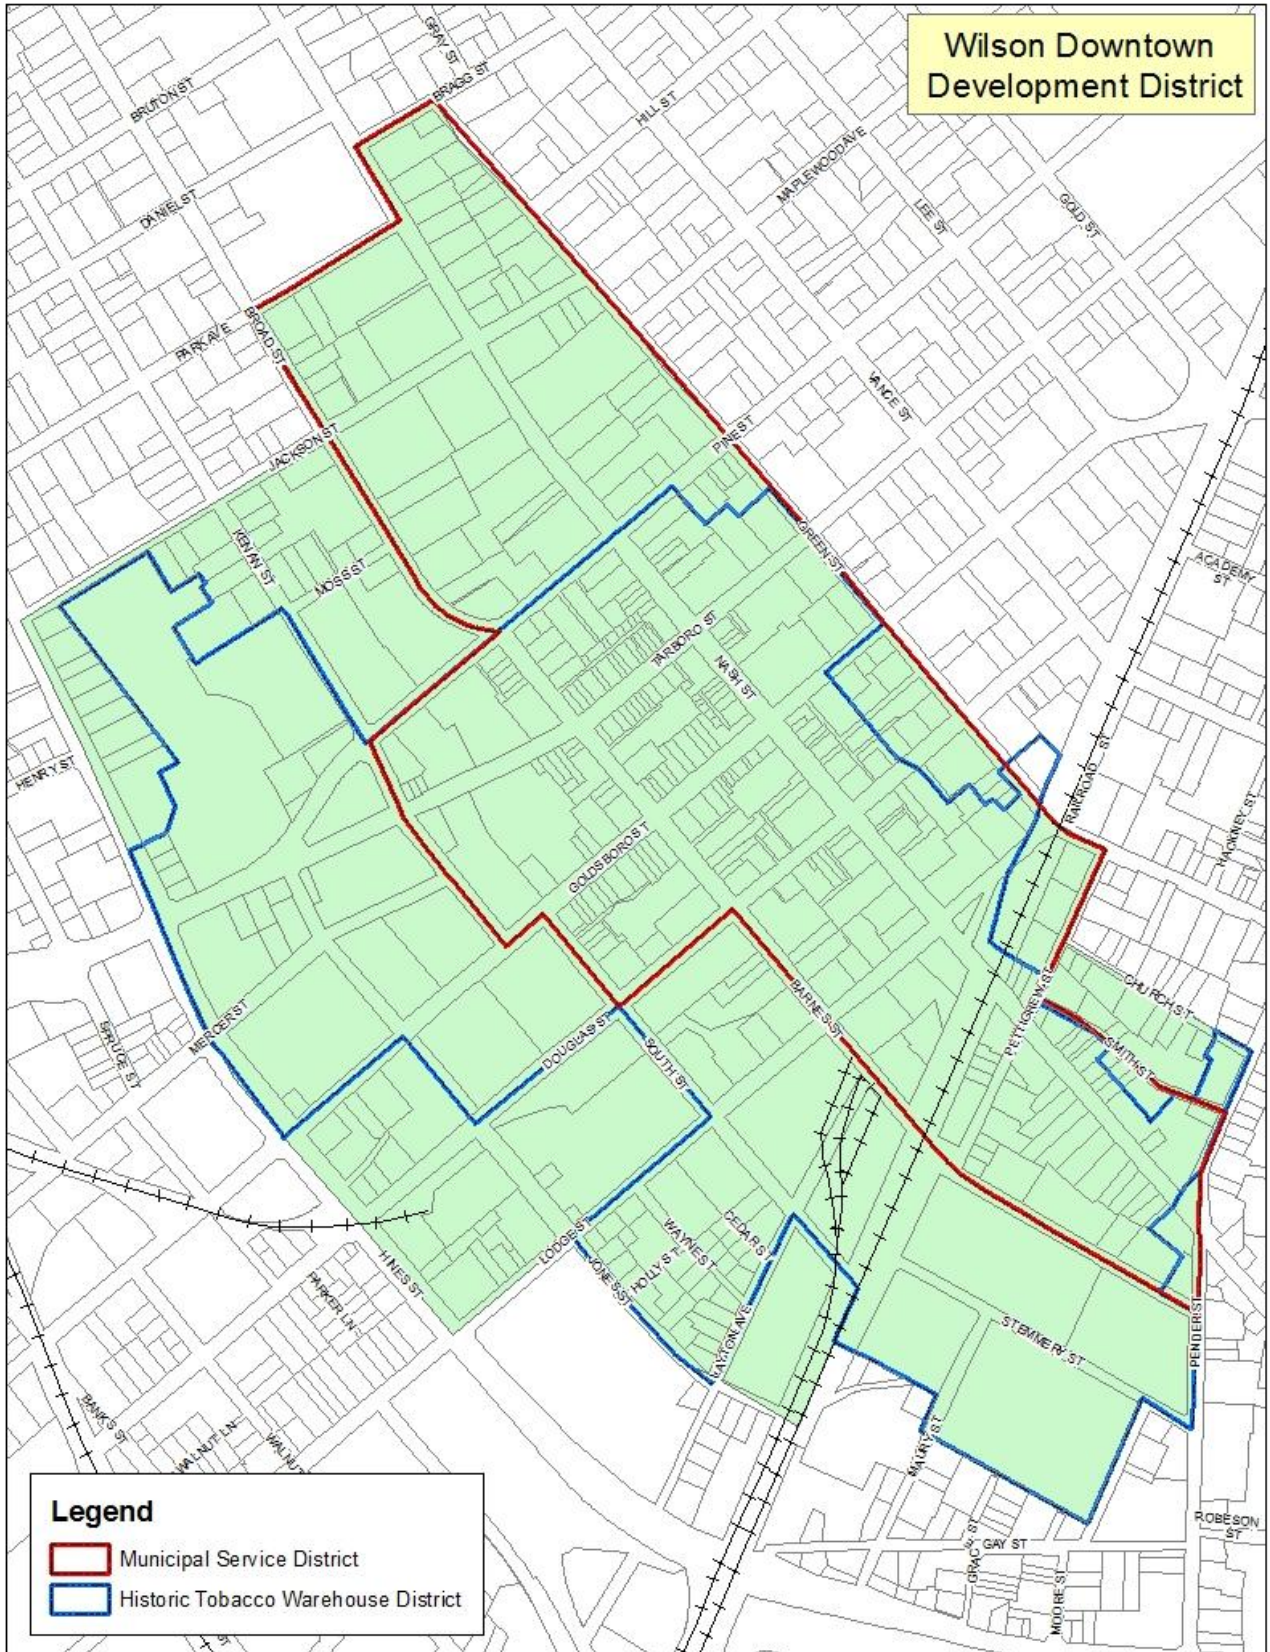 Wilson Downtown
Development District
GRAY ST
BRAGG ST
BRUTON ST
HILL ST
MAPLEWOOD AVE
DANIEL ST
LEE ST
GOLD ST
BROAD ST
PARK AVE
VANCE ST
JACKSON ST
PINE ST
GREEN ST
KENAN ST
MOSS ST
ACADEMY
ST
TARBORO ST
NASH ST
HENRY ST
RAILROAD ST
HACKNEY ST
GOLDSBORO ST
CHURCH ST
BARNES ST
PETTIGREW ST
MERCER ST
SPRUCE ST
DOUGLAS ST
SOUTH ST
SMITH ST
LODGE ST
WAYNE ST
CEDAR ST
HOLLY ST
JONES ST
HINES ST
PARKER LN
LAYTON AVE
STEMMERY ST
PENDER ST
BANKS ST
WALNUT LN
WALNUT
MAURY ST
GRACE ST
GAY ST
MOORE ST
ROBESON
ST
ST
Legend
Municipal Service District
Historic Tobacco Warehouse District